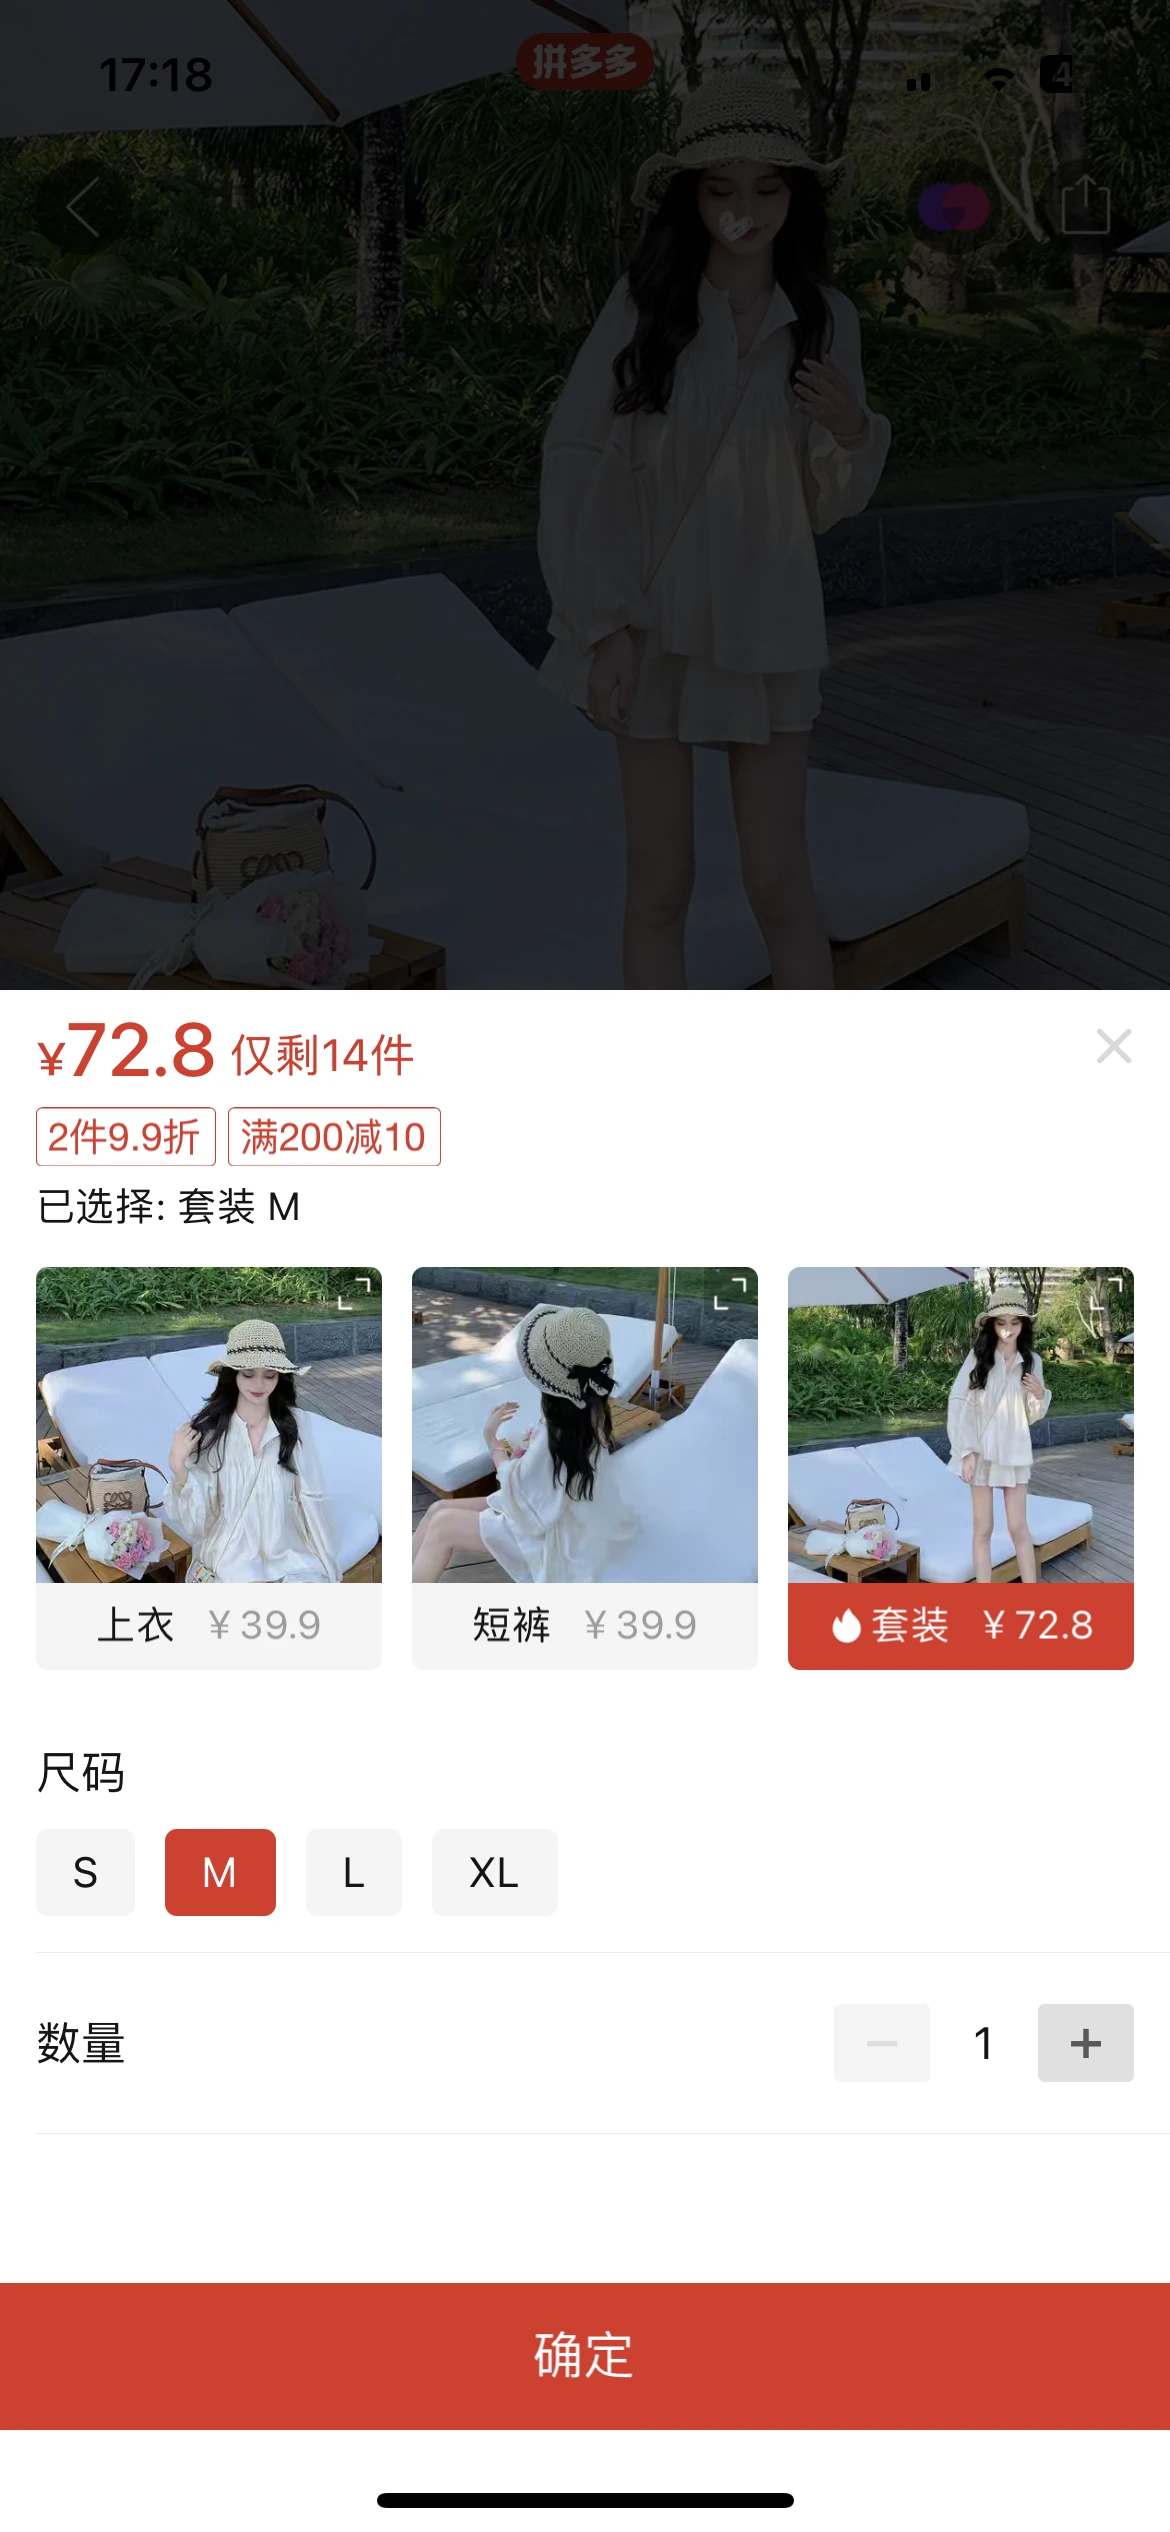 17:18
拼多多
4
¥72.8 仅剩14件
2件9.9折 满200减10
已选择: 套装 M
上衣 ¥39.9
短裤 ¥39.9
套装 ¥72.8
尺码
S M L XL
数量
1
确定